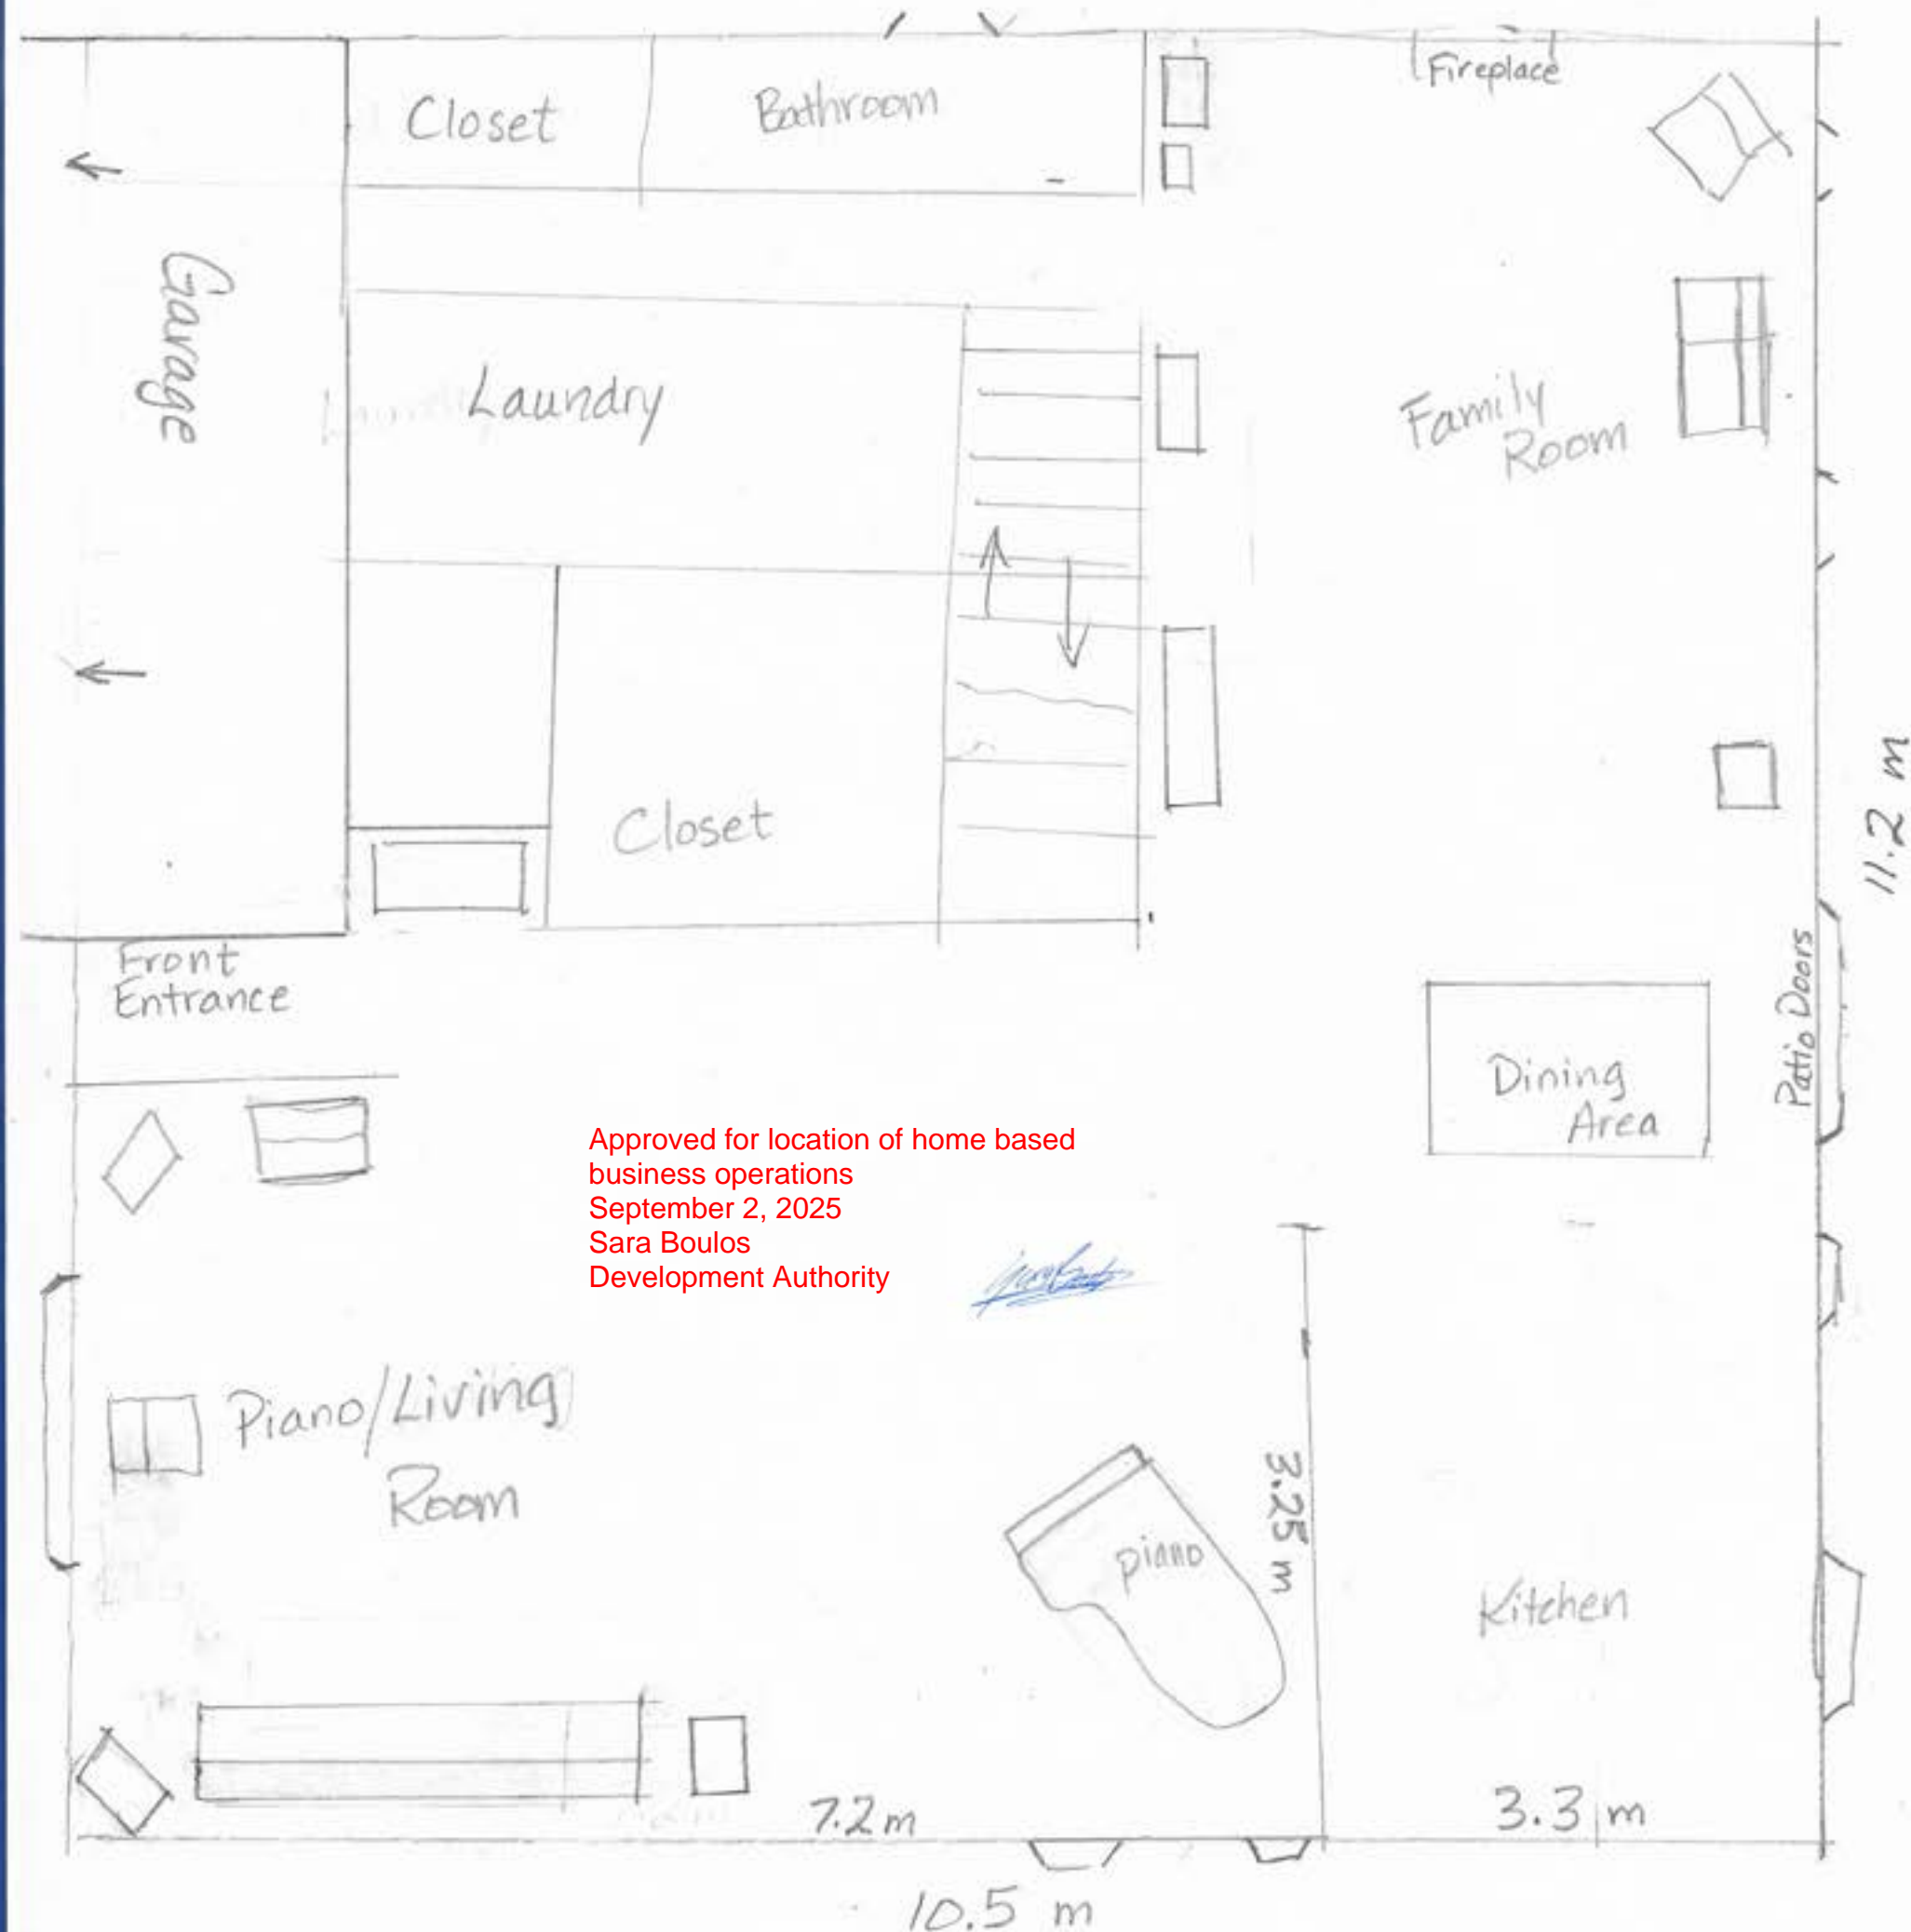 Closet
Bathroom
Fireplace
Garage
Laundry
Family
Room
Closet
11.2 m
Front
Entrance
Patio Doors
Dining
Area
Approved for location of home based
business operations
September 2, 2025
Sara Boulos
Development Authority
Piano/Living
Room
3.25 m
piano
Kitchen
7.2 m
3.3 m
10.5 m